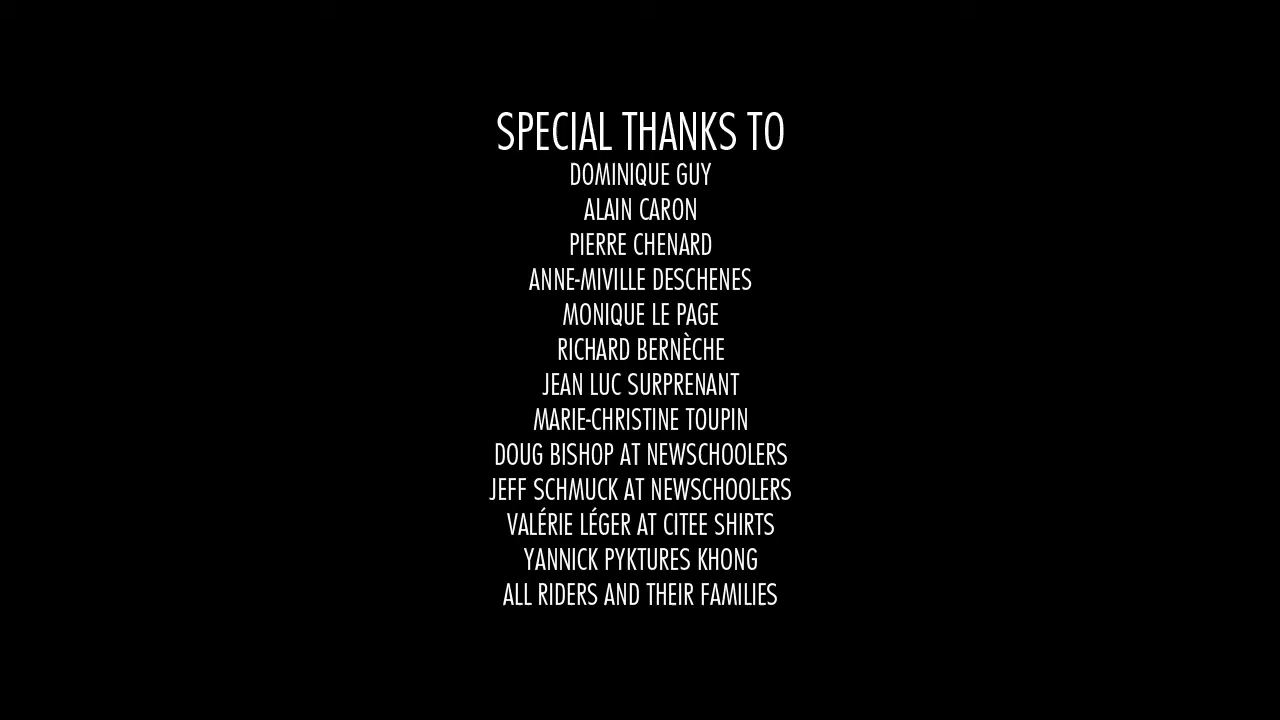 SPECIAL THANKS TO
DOMINIQUE GUY
ALAIN CARON
PIERRE CHENARD
ANNE-MIVILLE DESCHENES
MONIQUE LE PAGE
RICHARD BERNÈCHE
JEAN LUC SURPRENANT
MARIE-CHRISTINE TOUPIN
DOUG BISHOP AT NEWSCHOOLERS
JEFF SCHMUCK AT NEWSCHOOLERS
VALÉRIE LÉGER AT CITEE SHIRTS
YANNICK PYKTURES KHONG
ALL RIDERS AND THEIR FAMILIES